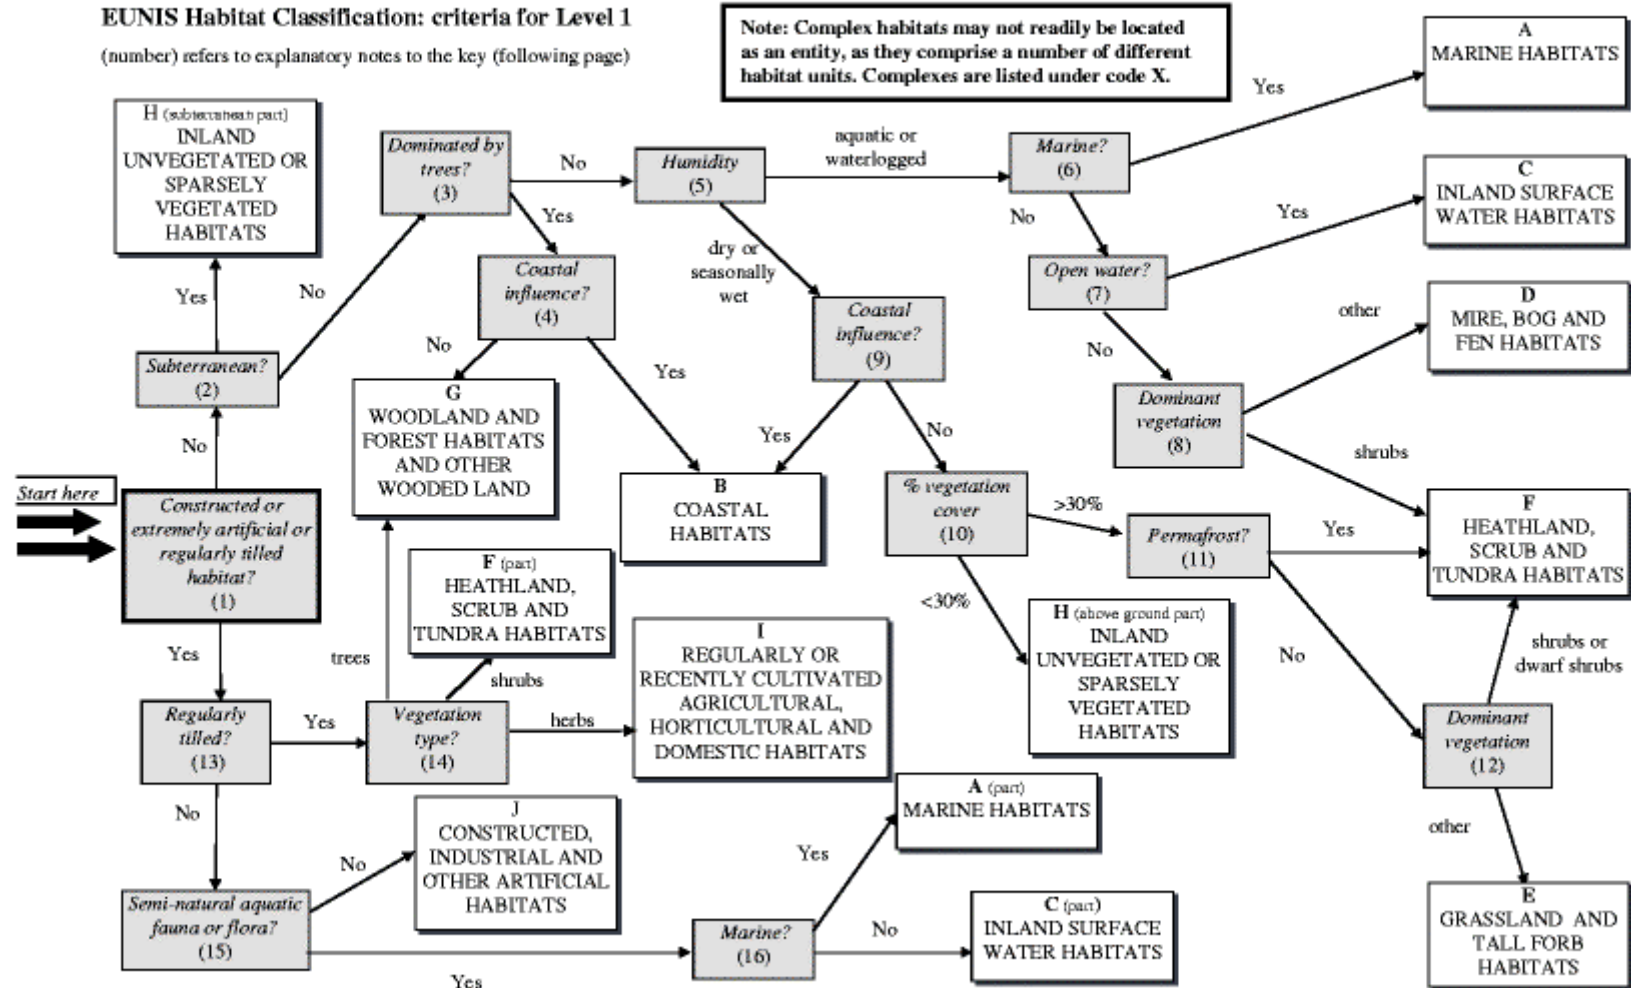 EUNIS Habitat Classification: criteria for Level 1
(number) refers to explanatory notes to the key (following page)
Note: Complex habitats may not readily be located
as an entity, as they comprise a number of different
habitat units. Complexes are listed under code X.
A
MARINE HABITATS
Yes
H (subterranean part)
INLAND
UNVEGETATED OR
SPARSELY
VEGETATED
HABITATS
Dominated by
trees?
(3)
No
Humidity
(5)
aquatic or
waterlogged
Marine?
(6)
C
INLAND SURFACE
WATER HABITATS
Yes
No
Yes
dry or
seasonally
wet
Coastal
influence?
(4)
Open water?
(7)
Yes
No
Coastal
influence?
(9)
other
D
MIRE, BOG AND
FEN HABITATS
No
Yes
No
Subterranean?
(2)
G
WOODLAND AND
FOREST HABITATS
AND OTHER
WOODED LAND
Dominant
vegetation
(8)
No
Yes
No
shrubs
Start here
Constructed or
extremely artificial or
regularly tilled
habitat?
(1)
B
COASTAL
HABITATS
% vegetation
cover
(10)
>30%
Permafrost?
(11)
Yes
F
HEATHLAND,
SCRUB AND
TUNDRA HABITATS
F (part)
HEATHLAND,
SCRUB AND
TUNDRA HABITATS
<30%
H (above ground part)
INLAND
UNVEGETATED OR
SPARSELY
VEGETATED
HABITATS
No
shrubs or
dwarf shrubs
Yes
trees
shrubs
I
REGULARLY OR
RECENTLY CULTIVATED
AGRICULTURAL,
HORTICULTURAL AND
DOMESTIC HABITATS
Regularly
tilled?
(13)
Yes
Vegetation
type?
(14)
herbs
Dominant
vegetation
(12)
No
J
CONSTRUCTED,
INDUSTRIAL AND
OTHER ARTIFICIAL
HABITATS
A (part)
MARINE HABITATS
other
No
Yes
Semi-natural aquatic
fauna or flora?
(15)
Yes
Marine?
(16)
No
C (part)
INLAND SURFACE
WATER HABITATS
E
GRASSLAND AND
TALL FORB
HABITATS